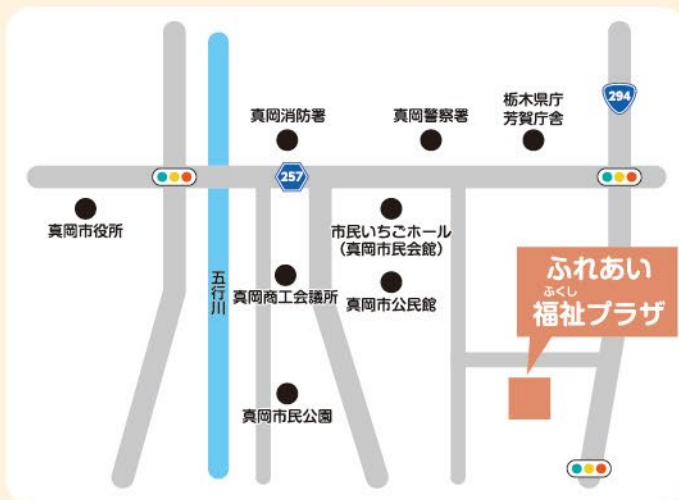 栃木県庁
芳賀庁舎
294
真岡消防署
真岡警察署
257
真岡市役所
市民いちごホール
（真岡市民会館）
五行川
真岡商工会議所
真岡市公民館
ふれあい
ふくし
福祉プラザ
真岡市民公園